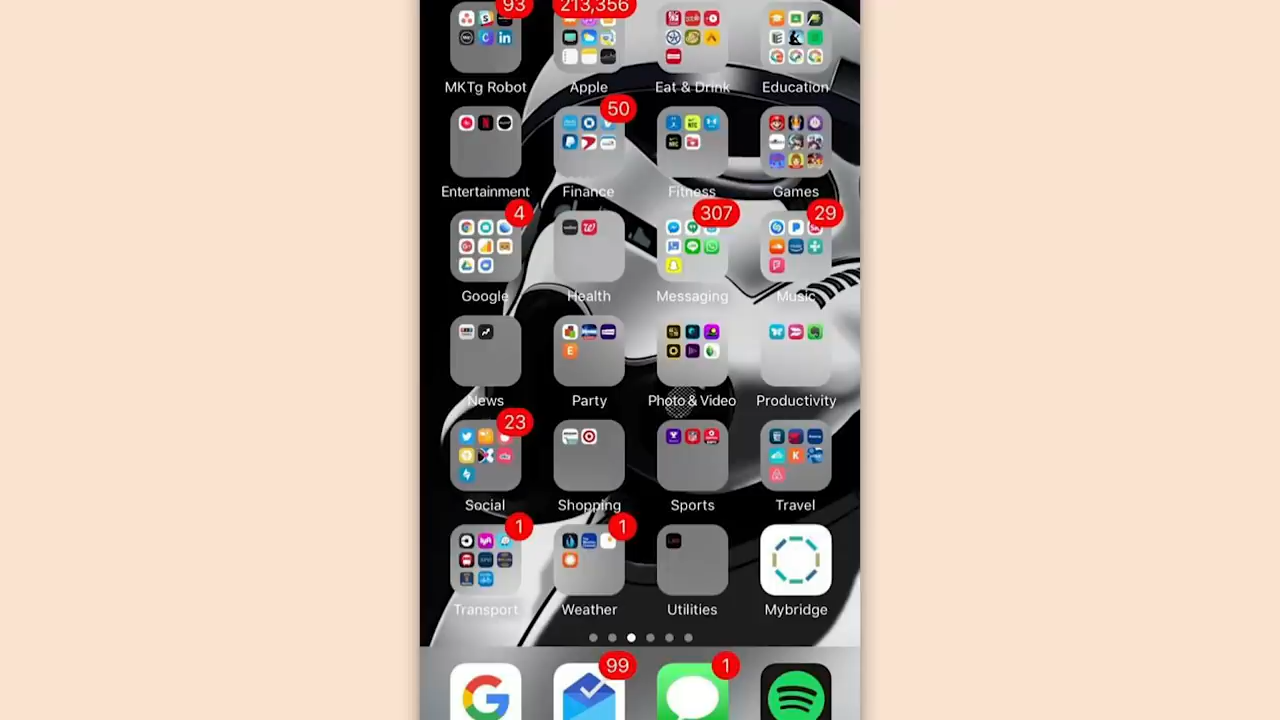 93
213,356
MKTg Robot
Apple
Eat & Drink
Education
50
Entertainment
Finance
Fitness
Games
4
307
29
Google
Health
Messaging
Music
News
Party
Photo & Video
Productivity
23
Social
Shopping
Sports
Travel
1
1
Transport
Weather
Utilities
Mybridge
99
1